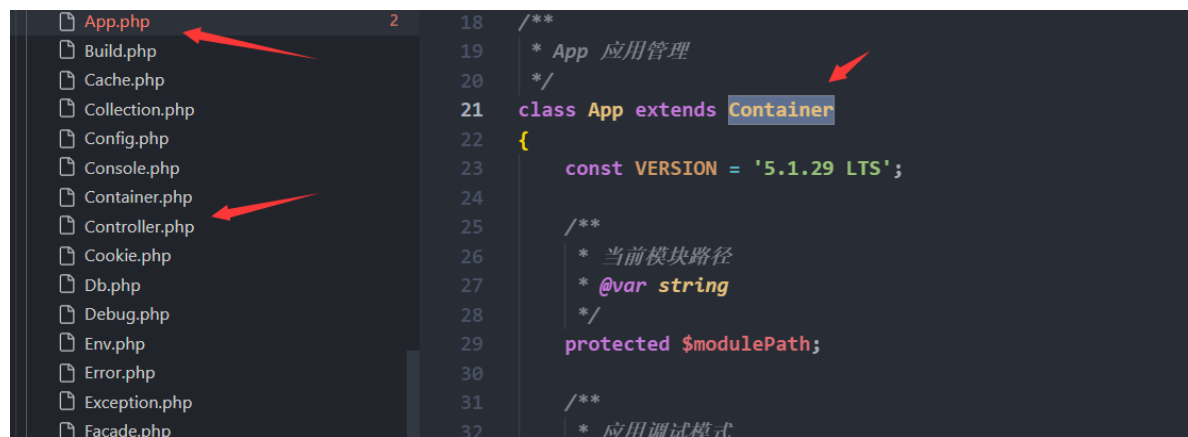 App.php 2
Build.php
Cache.php
Collection.php
Config.php
Console.php
Container.php
Controller.php
Cookie.php
Db.php
Debug.php
Env.php
Error.php
Exception.php
Facade.php
18 /**
19 * App 应用管理
20 */
21 class App extends Container
22 {
23 const VERSION = '5.1.29 LTS';
24
25 /**
26 * 当前模块路径
27 * @var string
28 */
29 protected $modulePath;
30
31 /**
32 * 应用调试模式